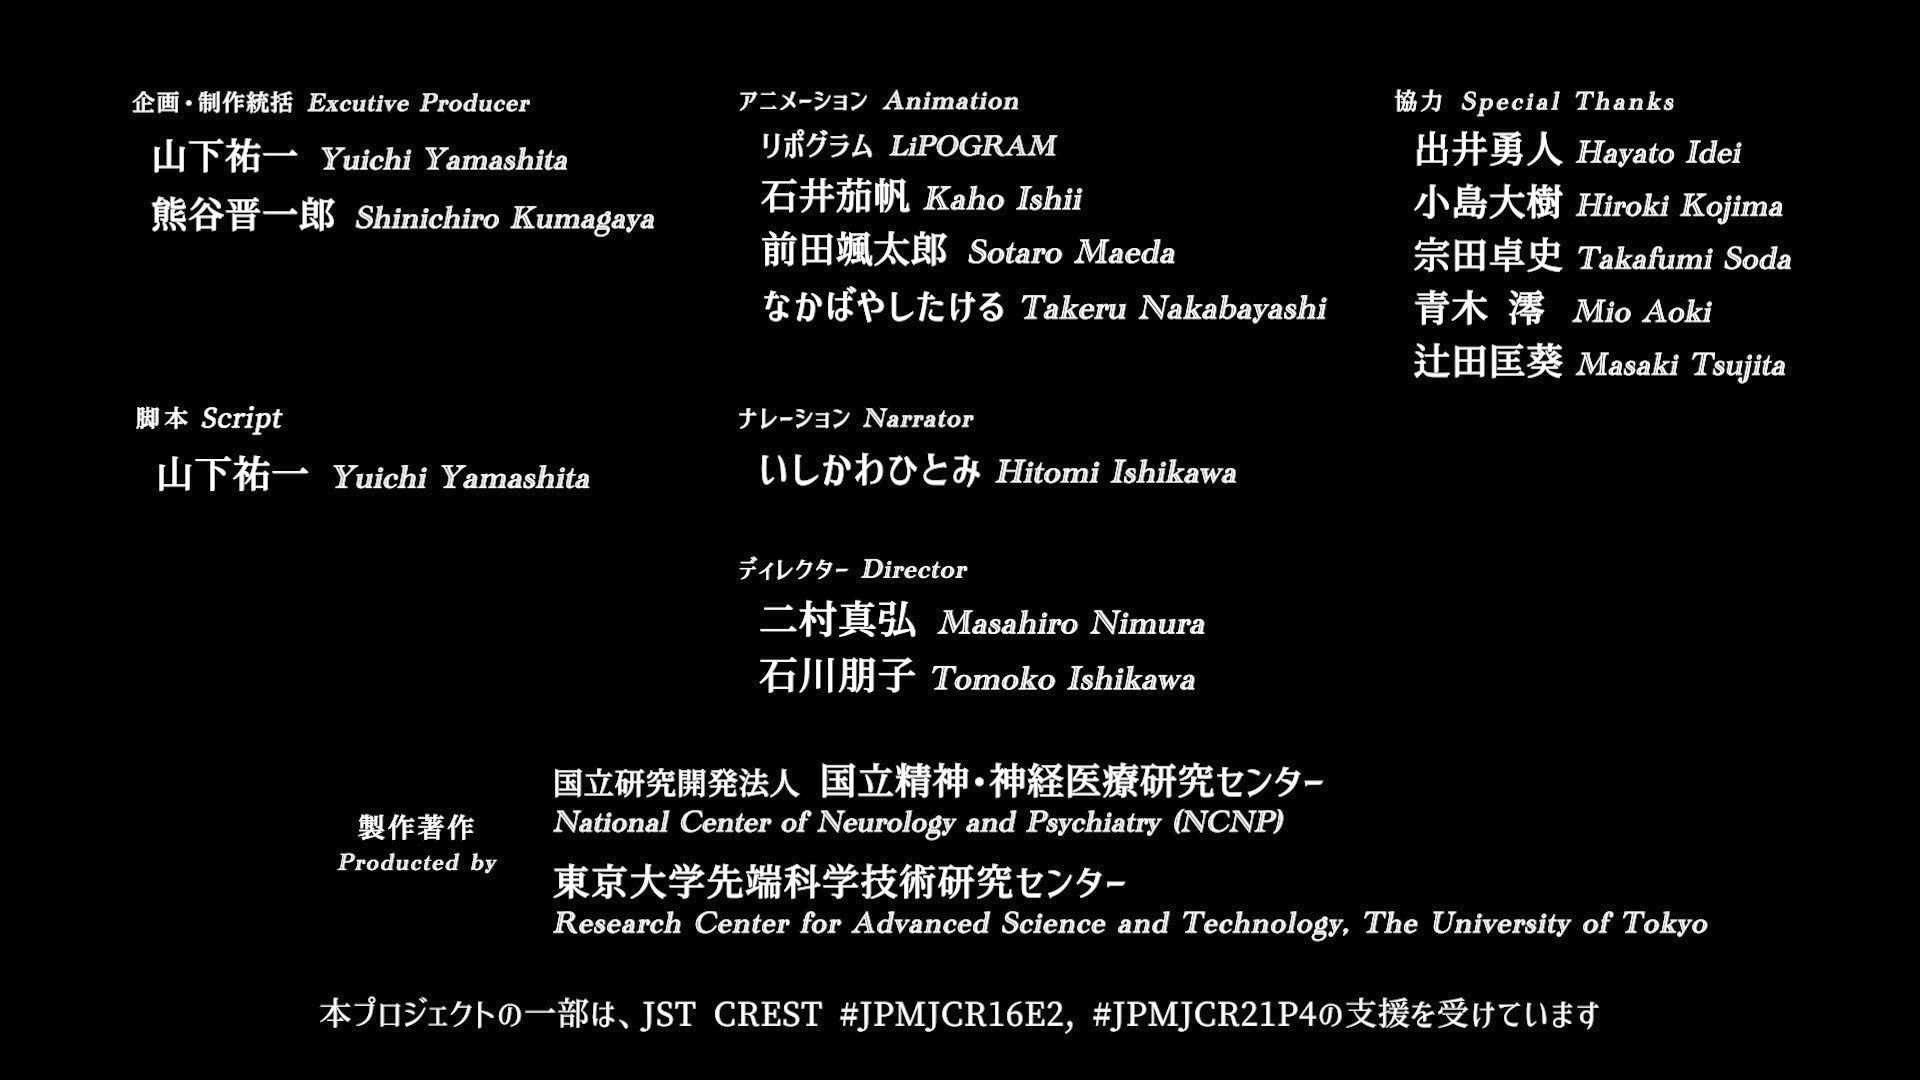 企画・制作統括 Excutive Producer
山下祐一 Yuichi Yamashita
熊谷晋一郎 Shinichiro Kumagaya
脚本 Script
山下祐一 Yuichi Yamashita
アニメーション Animation
リポグラム LiPOGRAM
石井茄帆 Kaho Ishii
前田颯太郎 Sotaro Maeda
なかばやしたける Takeru Nakabayashi
ナレーション Narrator
いしかわひとみ Hitomi Ishikawa
ディレクター Director
二村真弘 Masahiro Nimura
石川朋子 Tomoko Ishikawa
協力 Special Thanks
出井勇人 Hayato Idei
小島大樹 Hiroki Kojima
宗田卓史 Takafumi Soda
青木 澪 Mio Aoki
辻田匡葵 Masaki Tsujita
製作著作
Producted by
国立研究開発法人 国立精神・神経医療研究センター
National Center of Neurology and Psychiatry (NCNP)
東京大学先端科学技術研究センター
Research Center for Advanced Science and Technology, The University of Tokyo
本プロジェクトの一部は、JST CREST #JPMJCR16E2, #JPMJCR21P4の支援を受けています